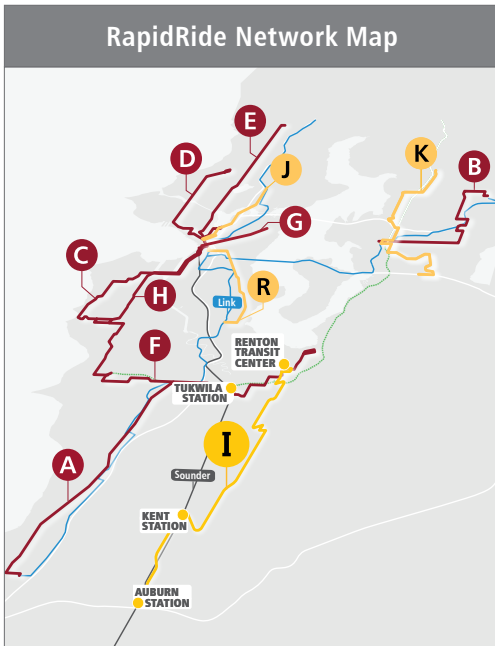 RapidRide Network Map
E
D
J
K
B
G
C
H
R
Link
F
RENTON
TRANSIT
CENTER
TUKWILA
STATION
I
A
Sounder
KENT
STATION
AUBURN
STATION